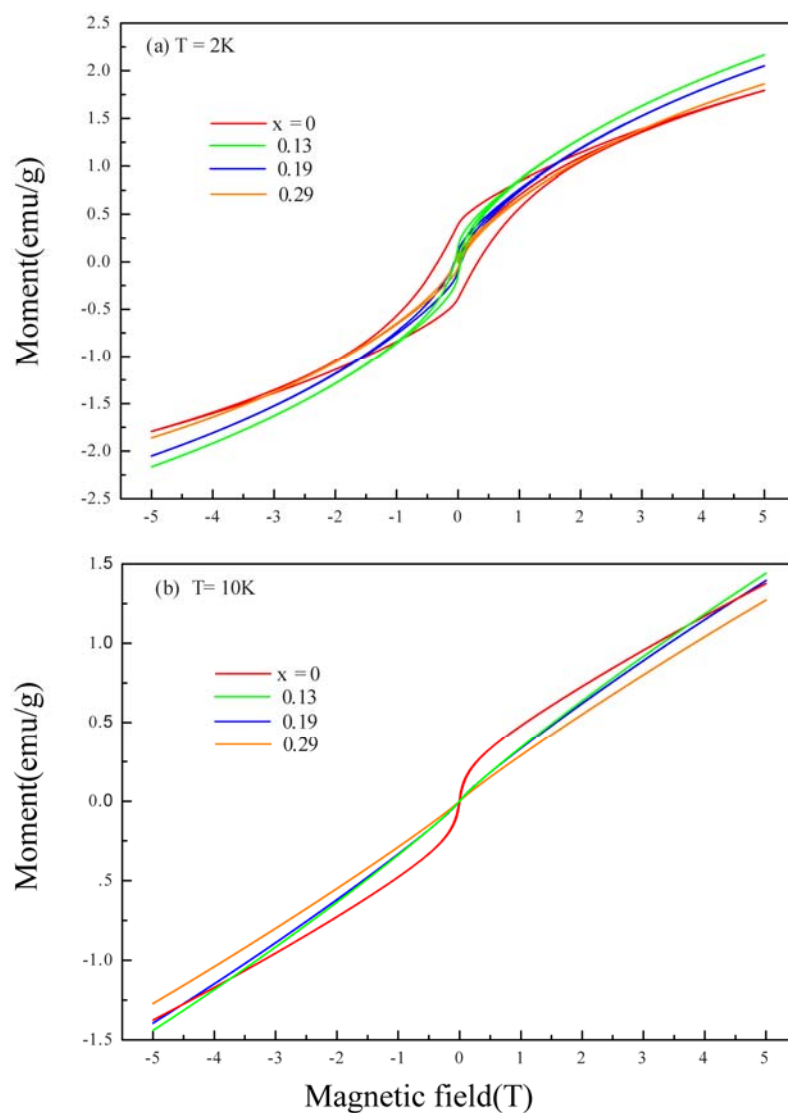 (a) T = 2K
x = 0
0.13
0.19
0.29
Moment(emu/g)
2.5
2.0
1.5
1.0
0.5
0.0
-0.5
-1.0
-1.5
-2.0
-2.5
-5 -4 -3 -2 -1 0 1 2 3 4 5
(b) T= 10K
x = 0
0.13
0.19
0.29
Moment(emu/g)
1.5
1.0
0.5
0.0
.5
-1.0
-1.5
-5 -4 -3 -2 -1 0 1 2 3 4 5
Magnetic field(T)